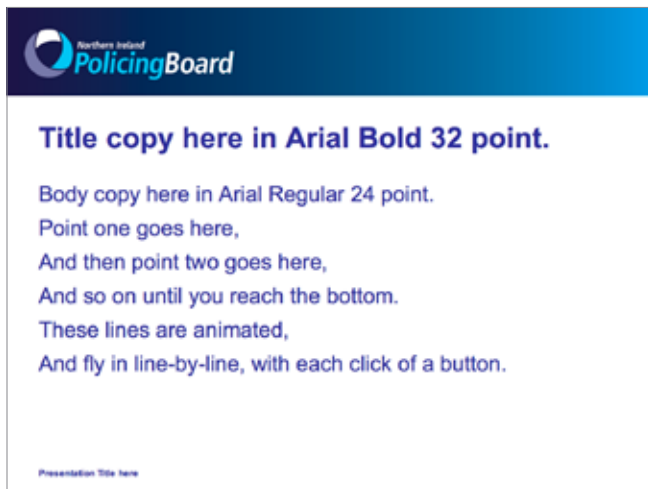 Northern Ireland
PolicingBoard
Title copy here in Arial Bold 32 point.
Body copy here in Arial Regular 24 point.
Point one goes here,
And then point two goes here,
And so on until you reach the bottom.
These lines are animated,
And fly in line-by-line, with each click of a button.
Presentation Title here